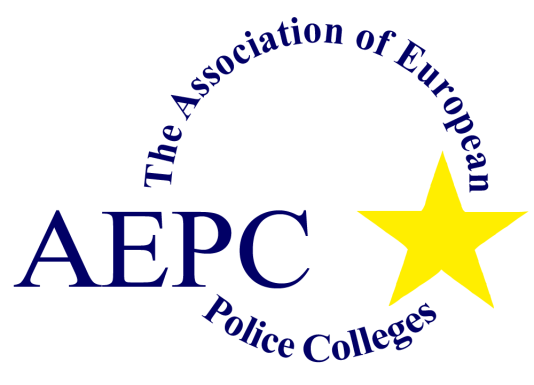 The Association of European
AEPC
Police Colleges